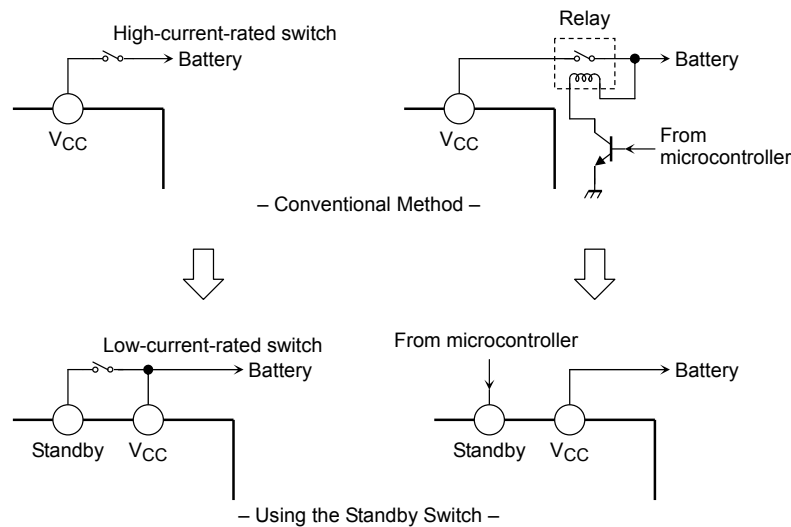 High-current-rated switch
Battery
VCC
Relay
Battery
VCC
From
microcontroller
– Conventional Method –
Low-current-rated switch
Battery
Standby
VCC
From microcontroller
Battery
Standby
VCC
– Using the Standby Switch –